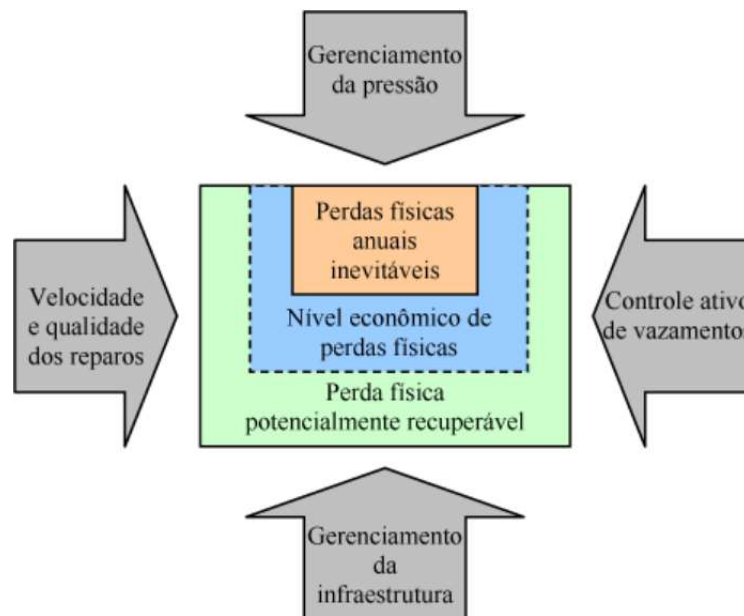 Gerenciamento
da pressão
Perdas físicas
anuais
inevitáveis
Velocidade
e qualidade
dos reparos
Nível econômico de
perdas físicas
Controle ativo
de vazamento
Perda física
potencialmente recuperável
Gerenciamento
da
infraestrutura